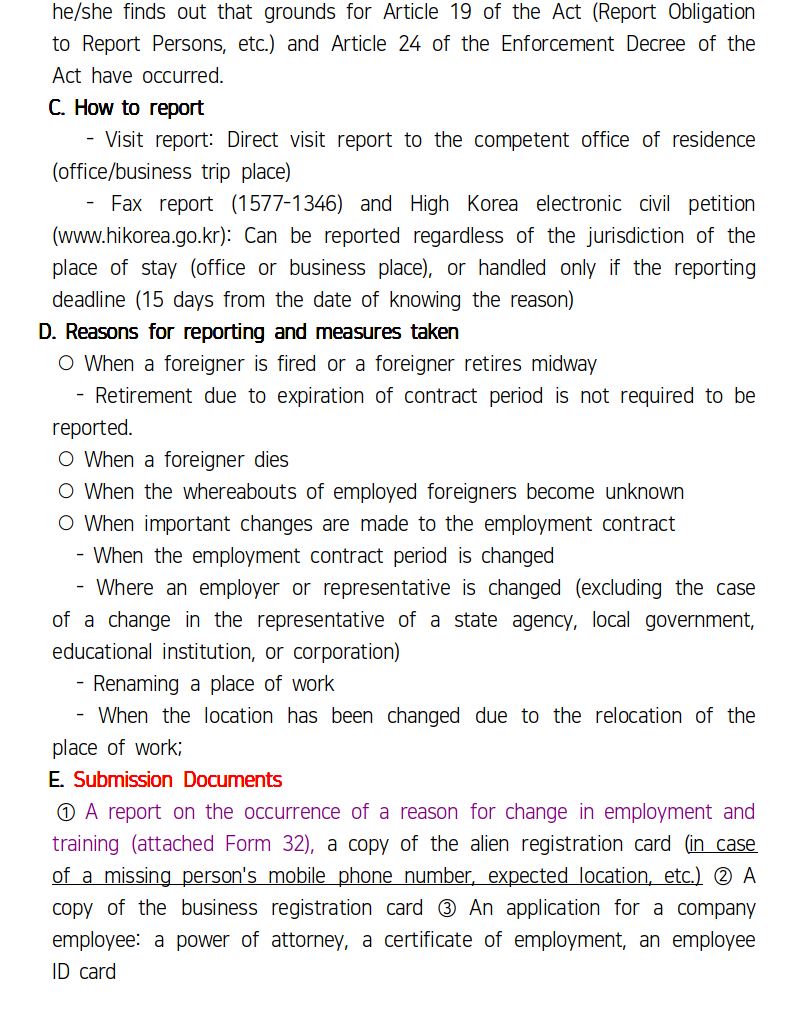 he/she finds out that grounds for Article 19 of the Act (Report Obligation
to Report Persons, etc.) and Article 24 of the Enforcement Decree of the
Act have occurred.
C. How to report
- Visit report: Direct visit report to the competent office of residence
(office/business trip place)
- Fax report (1577-1346) and High Korea electronic civil petition
(www.hikorea.go.kr): Can be reported regardless of the jurisdiction of the
place of stay (office or business place), or handled only if the reporting
deadline (15 days from the date of knowing the reason)
D. Reasons for reporting and measures taken
○ When a foreigner is fired or a foreigner retires midway
- Retirement due to expiration of contract period is not required to be
reported.
○ When a foreigner dies
○ When the whereabouts of employed foreigners become unknown
○ When important changes are made to the employment contract
- When the employment contract period is changed
- Where an employer or representative is changed (excluding the case
of a change in the representative of a state agency, local government,
educational institution, or corporation)
- Renaming a place of work
- When the location has been changed due to the relocation of the
place of work;
E. Submission Documents
① A report on the occurrence of a reason for change in employment and
training (attached Form 32), a copy of the alien registration card (in case
of a missing person's mobile phone number, expected location, etc.) ② A
copy of the business registration card ③ An application for a company
employee: a power of attorney, a certificate of employment, an employee
ID card